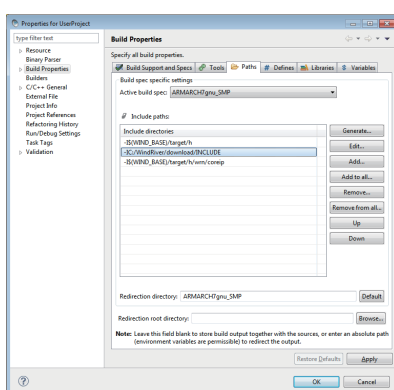 Properties for UserProject
type filter text
Resource
Binary Parser
Build Properties
Builders
C/C++ General
External File
Project Info
Project References
Refactoring History
Run/Debug Settings
Task Tags
Validation
Build Properties
Specify all build properties.
Build Support and Specs
Tools
Paths
# Defines
Libraries
$ Variables
Build spec specific settings
Active build spec: ARMARCH7gnu_SMP
Include paths:
Include directories
-I$(WIND_BASE)/target/h
-IC:/WindRiver/download/INCLUDE
-I$(WIND_BASE)/target/h/wrn/coreip
Generate...
Edit...
Add...
Add to all...
Remove...
Remove from all...
Up
Down
Redirection directory: ARMARCH7gnu_SMP
Default
Redirection root directory:
Browse...
Note: Leave this field blank to store build output together with the sources, or enter an absolute path
(environment variables are permissible) to redirect the output.
Restore Defaults
Apply
?
OK
Cancel